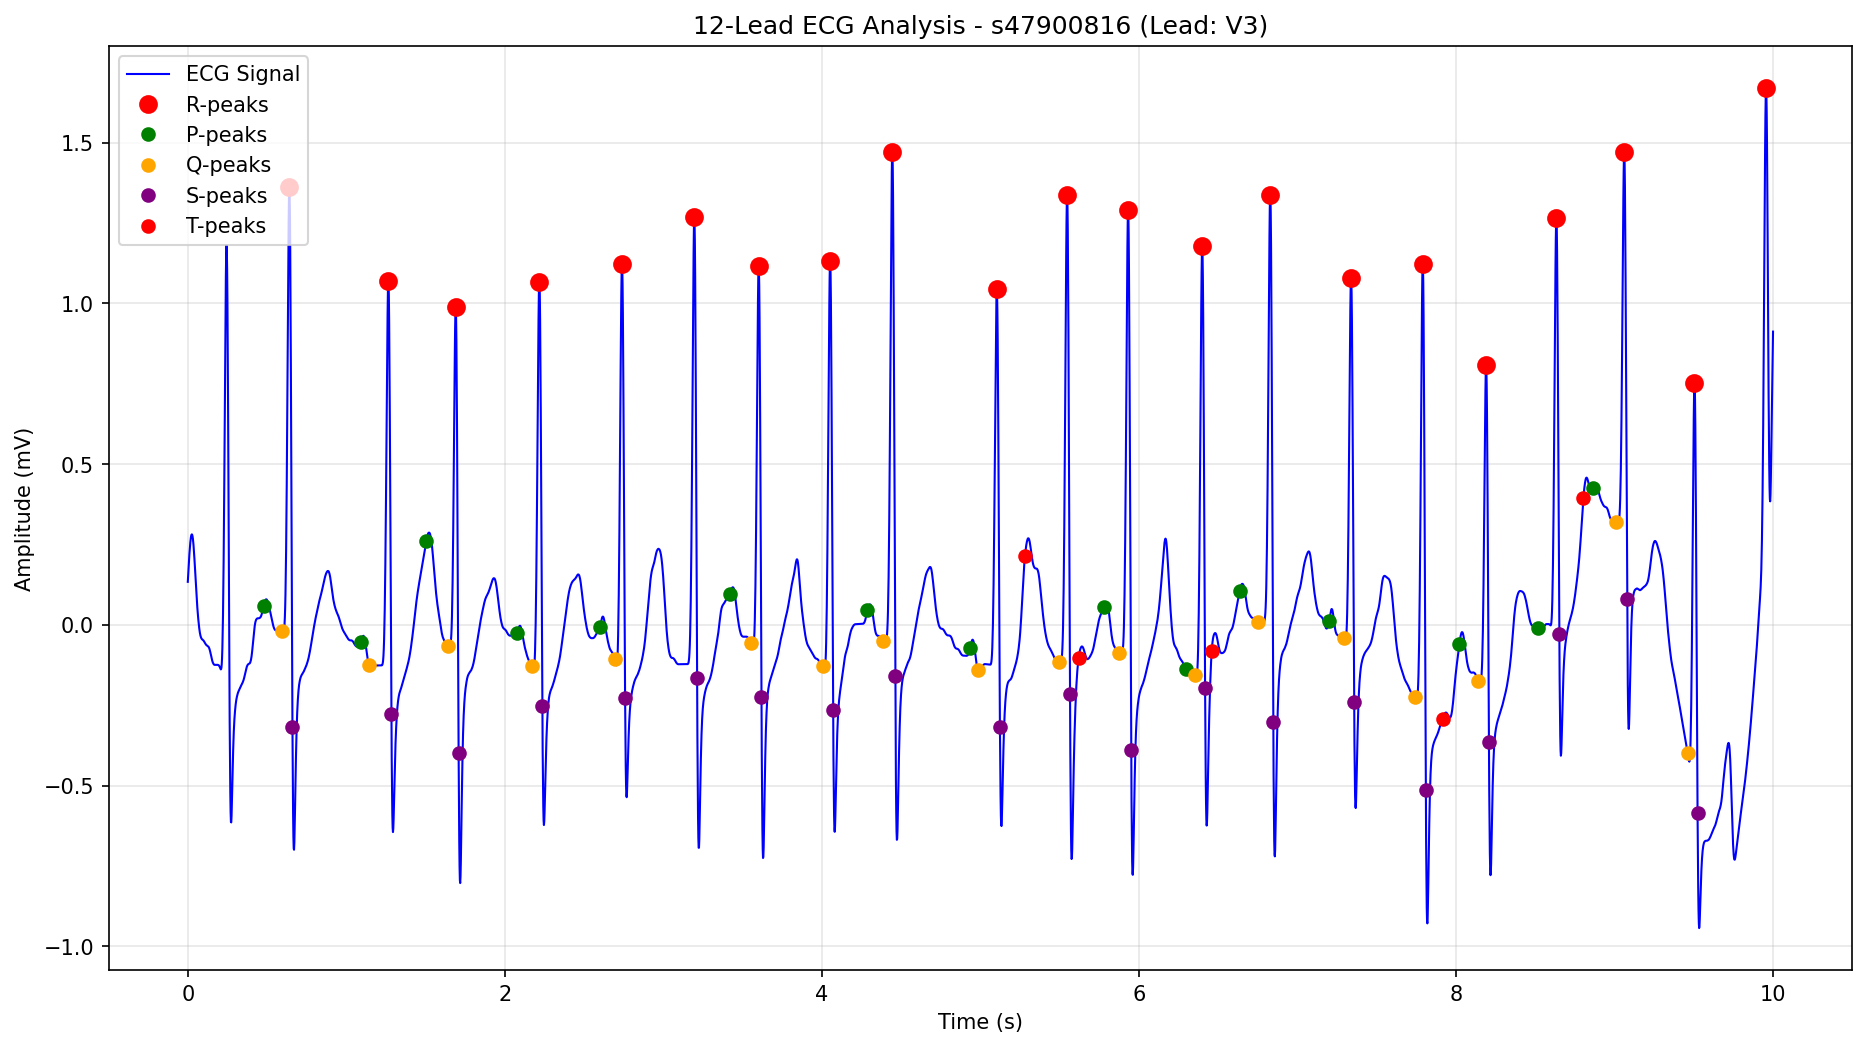 12-Lead ECG Analysis - s47900816 (Lead: V3)
ECG Signal
R-peaks
P-peaks
Q-peaks
S-peaks
T-peaks
Amplitude (mV)
1.5
1.0
0.5
0.0
−0.5
−1.0
0 2 4 6 8 10
Time (s)